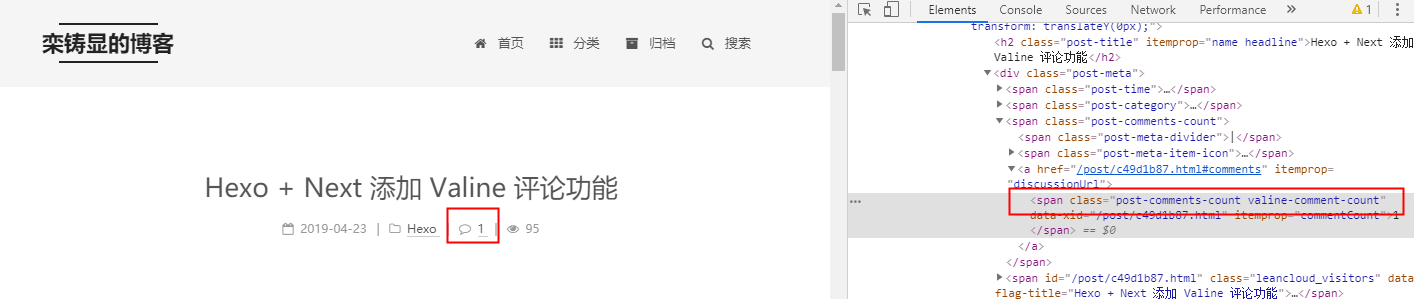 栾铸显的博客
首页
分类
归档
搜索
Hexo + Next 添加 Valine 评论功能
2019-04-23 | Hexo | 1 | 95
Elements Console Sources Network Performance » 1
transform: translateY(0px);">
<h2 class="post-title" itemprop="name headline">Hexo + Next 添加
Valine 评论功能</h2>
<div class="post-meta">
<span class="post-time">…</span>
<span class="post-category">…</span>
<span class="post-comments-count">
<span class="post-meta-divider">|</span>
<span class="post-meta-item-icon">…</span>
<a href="/post/c49d1b87.html#comments" itemprop=
"discussionUrl">
<span class="post-comments-count valine-comment-count"
data-xid="/post/c49d1b87.html" itemprop="commentCount">1
</span> == $0
</a>
</span>
<span id="/post/c49d1b87.html" class="leancloud_visitors" data
flag-title="Hexo + Next 添加 Valine 评论功能">…</span>